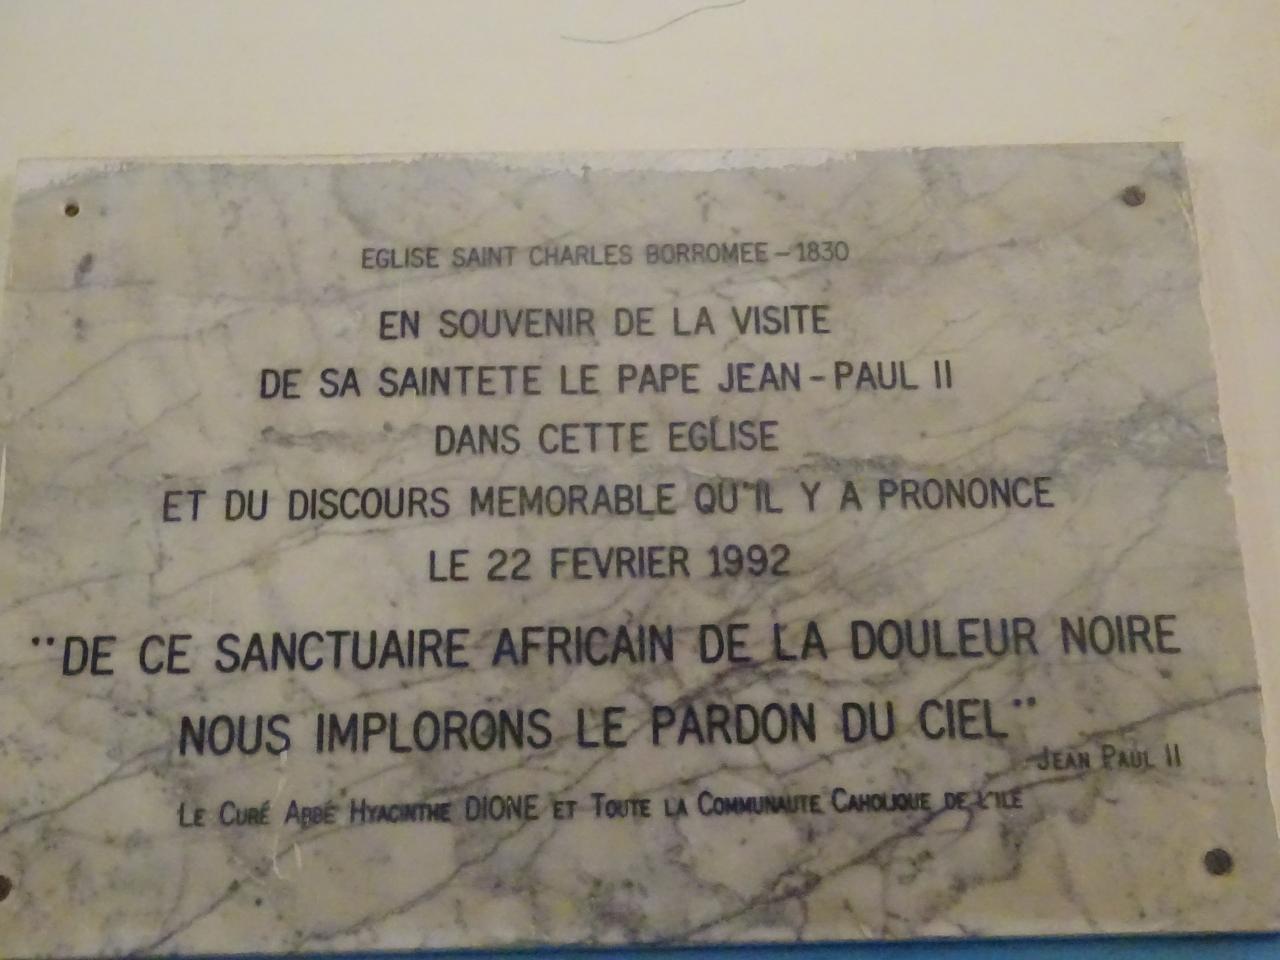 EGLISE SAINT CHARLES BORROMEE - 1830
EN SOUVENIR DE LA VISITE
DE SA SAINTETE LE PAPE JEAN - PAUL II
DANS CETTE EGLISE
ET DU DISCOURS MEMORABLE QU'IL Y A PRONONCE
LE 22 FEVRIER 1992
"DE CE SANCTUAIRE AFRICAIN DE LA DOULEUR NOIRE
NOUS IMPLORONS LE PARDON DU CIEL"
JEAN PAUL II
LE CURÉ ABBÉ HYACINTHE DIONE ET TOUTE LA COMMUNAUTE CAHOLIQUE DE L'ILE